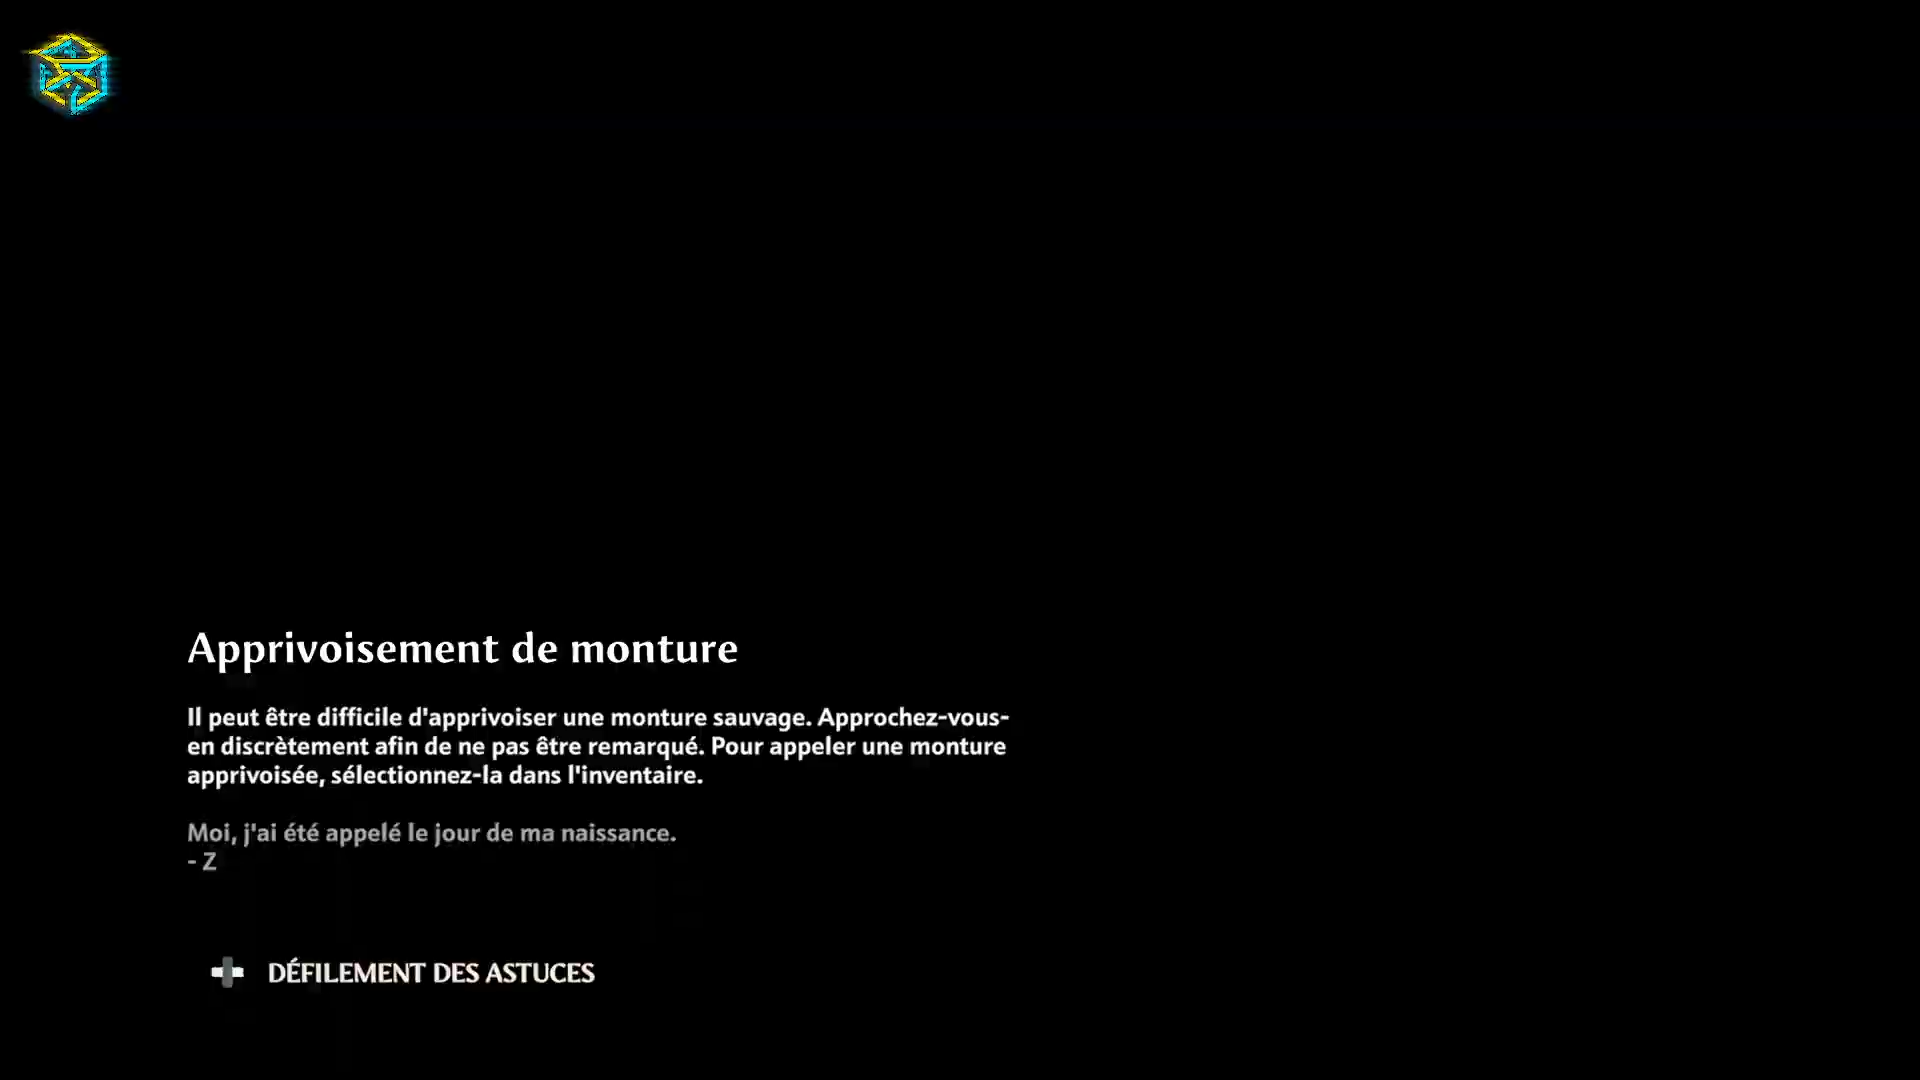 Apprivoisement de monture
Il peut être difficile d'apprivoiser une monture sauvage. Approchez-vous-
en discrètement afin de ne pas être remarqué. Pour appeler une monture
apprivoisée, sélectionnez-la dans l'inventaire.
Moi, j'ai été appelé le jour de ma naissance.
- Z
DÉFILEMENT DES ASTUCES